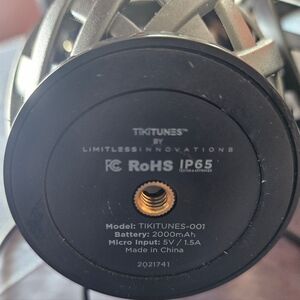 TIKITUNES™
BY
LIMITLESS INNOVATIONS
FC RoHS IP65
Model: TIKITUNES-001
Battery: 2000mAh
Micro Input: 5V / 1.5A
Made in China
2021741